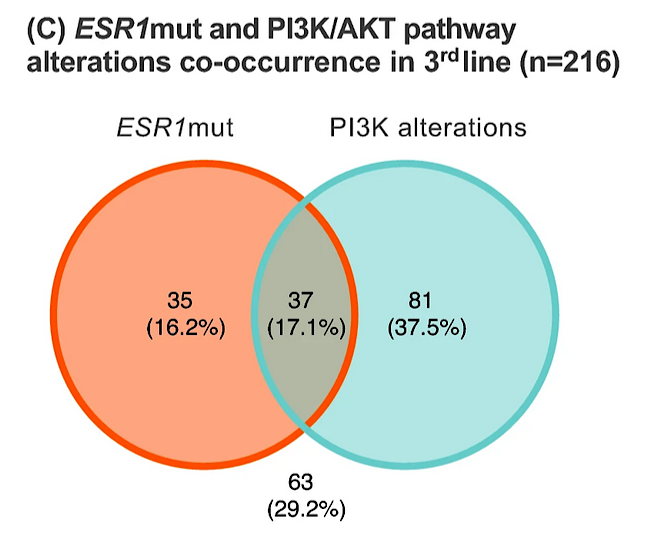 (C) ESR1mut and PI3K/AKT pathway
alterations co-occurrence in 3rd line (n=216)
ESR1mut PI3K alterations
35 37 81
(16.2%) (17.1%) (37.5%)
63
(29.2%)